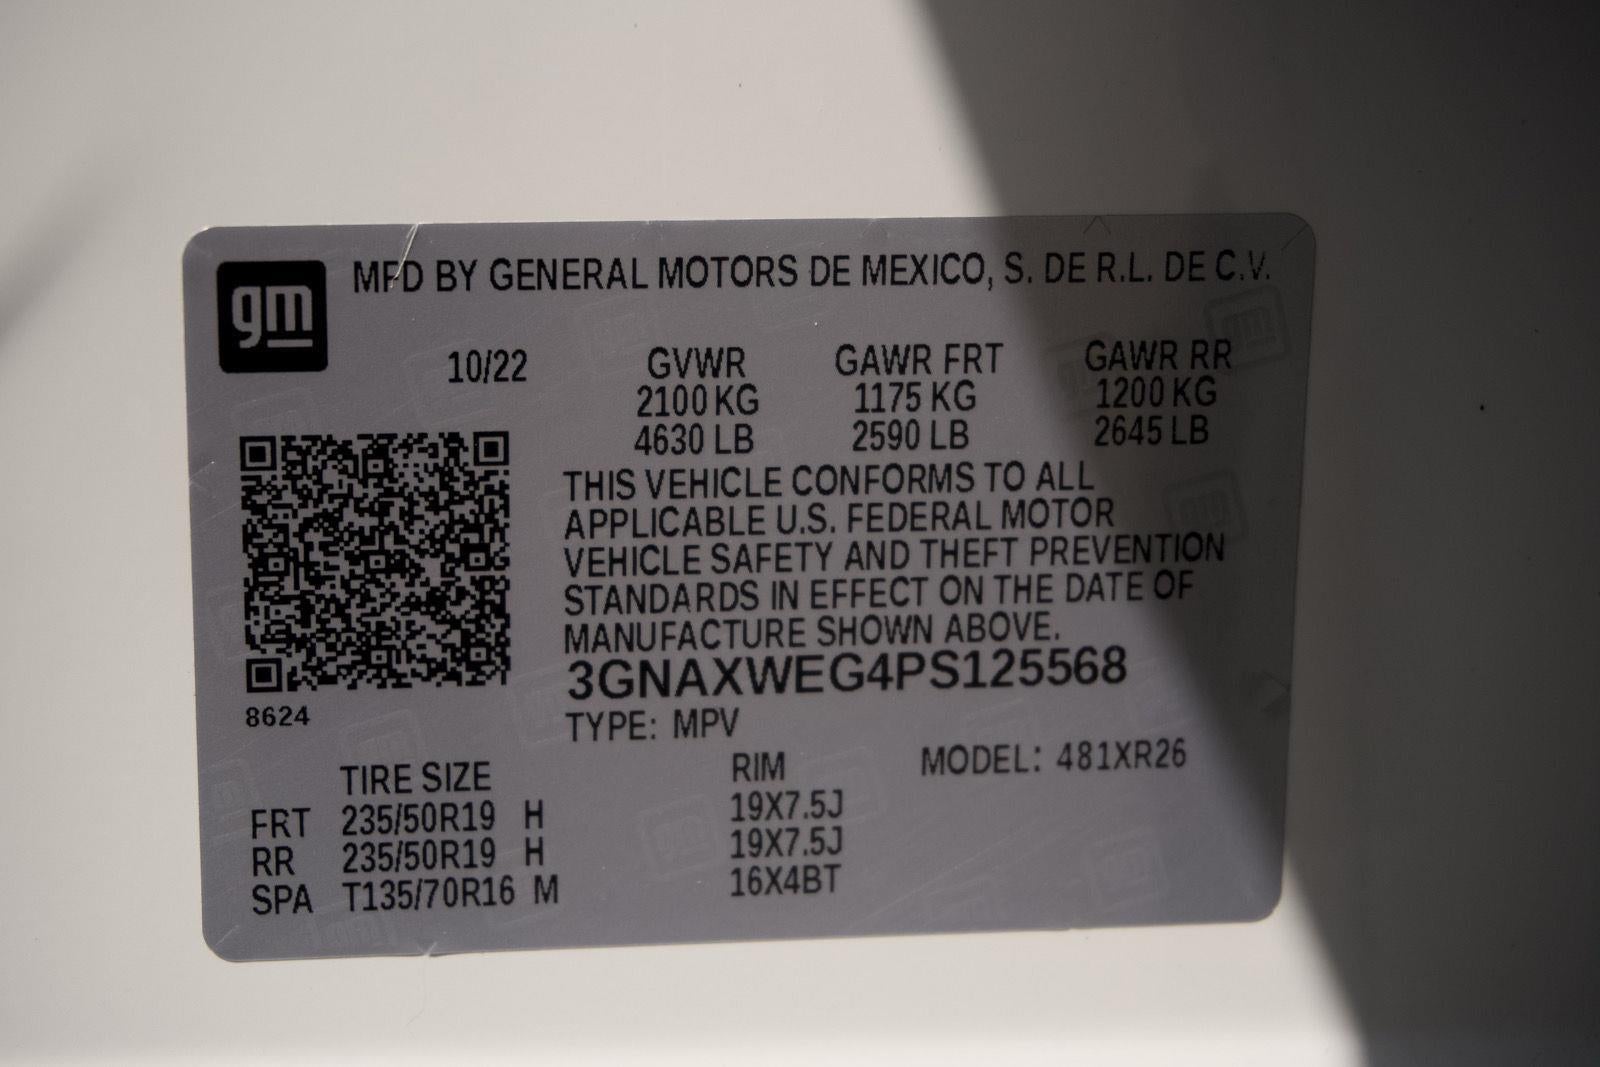 gm
MFD BY GENERAL MOTORS DE MEXICO, S. DE R.L. DE C.V.
10/22 GVWR GAWR FRT GAWR RR
2100 KG 1175 KG 1200 KG
4630 LB 2590 LB 2645 LB
THIS VEHICLE CONFORMS TO ALL
APPLICABLE U.S. FEDERAL MOTOR
VEHICLE SAFETY AND THEFT PREVENTION
STANDARDS IN EFFECT ON THE DATE OF
MANUFACTURE SHOWN ABOVE.
3GNAXWEG4PS125568
8624
TYPE: MPV
TIRE SIZE RIM MODEL: 481XR26
FRT 235/50R19 H 19X7.5J
RR 235/50R19 H 19X7.5J
SPA T135/70R16 M 16X4BT